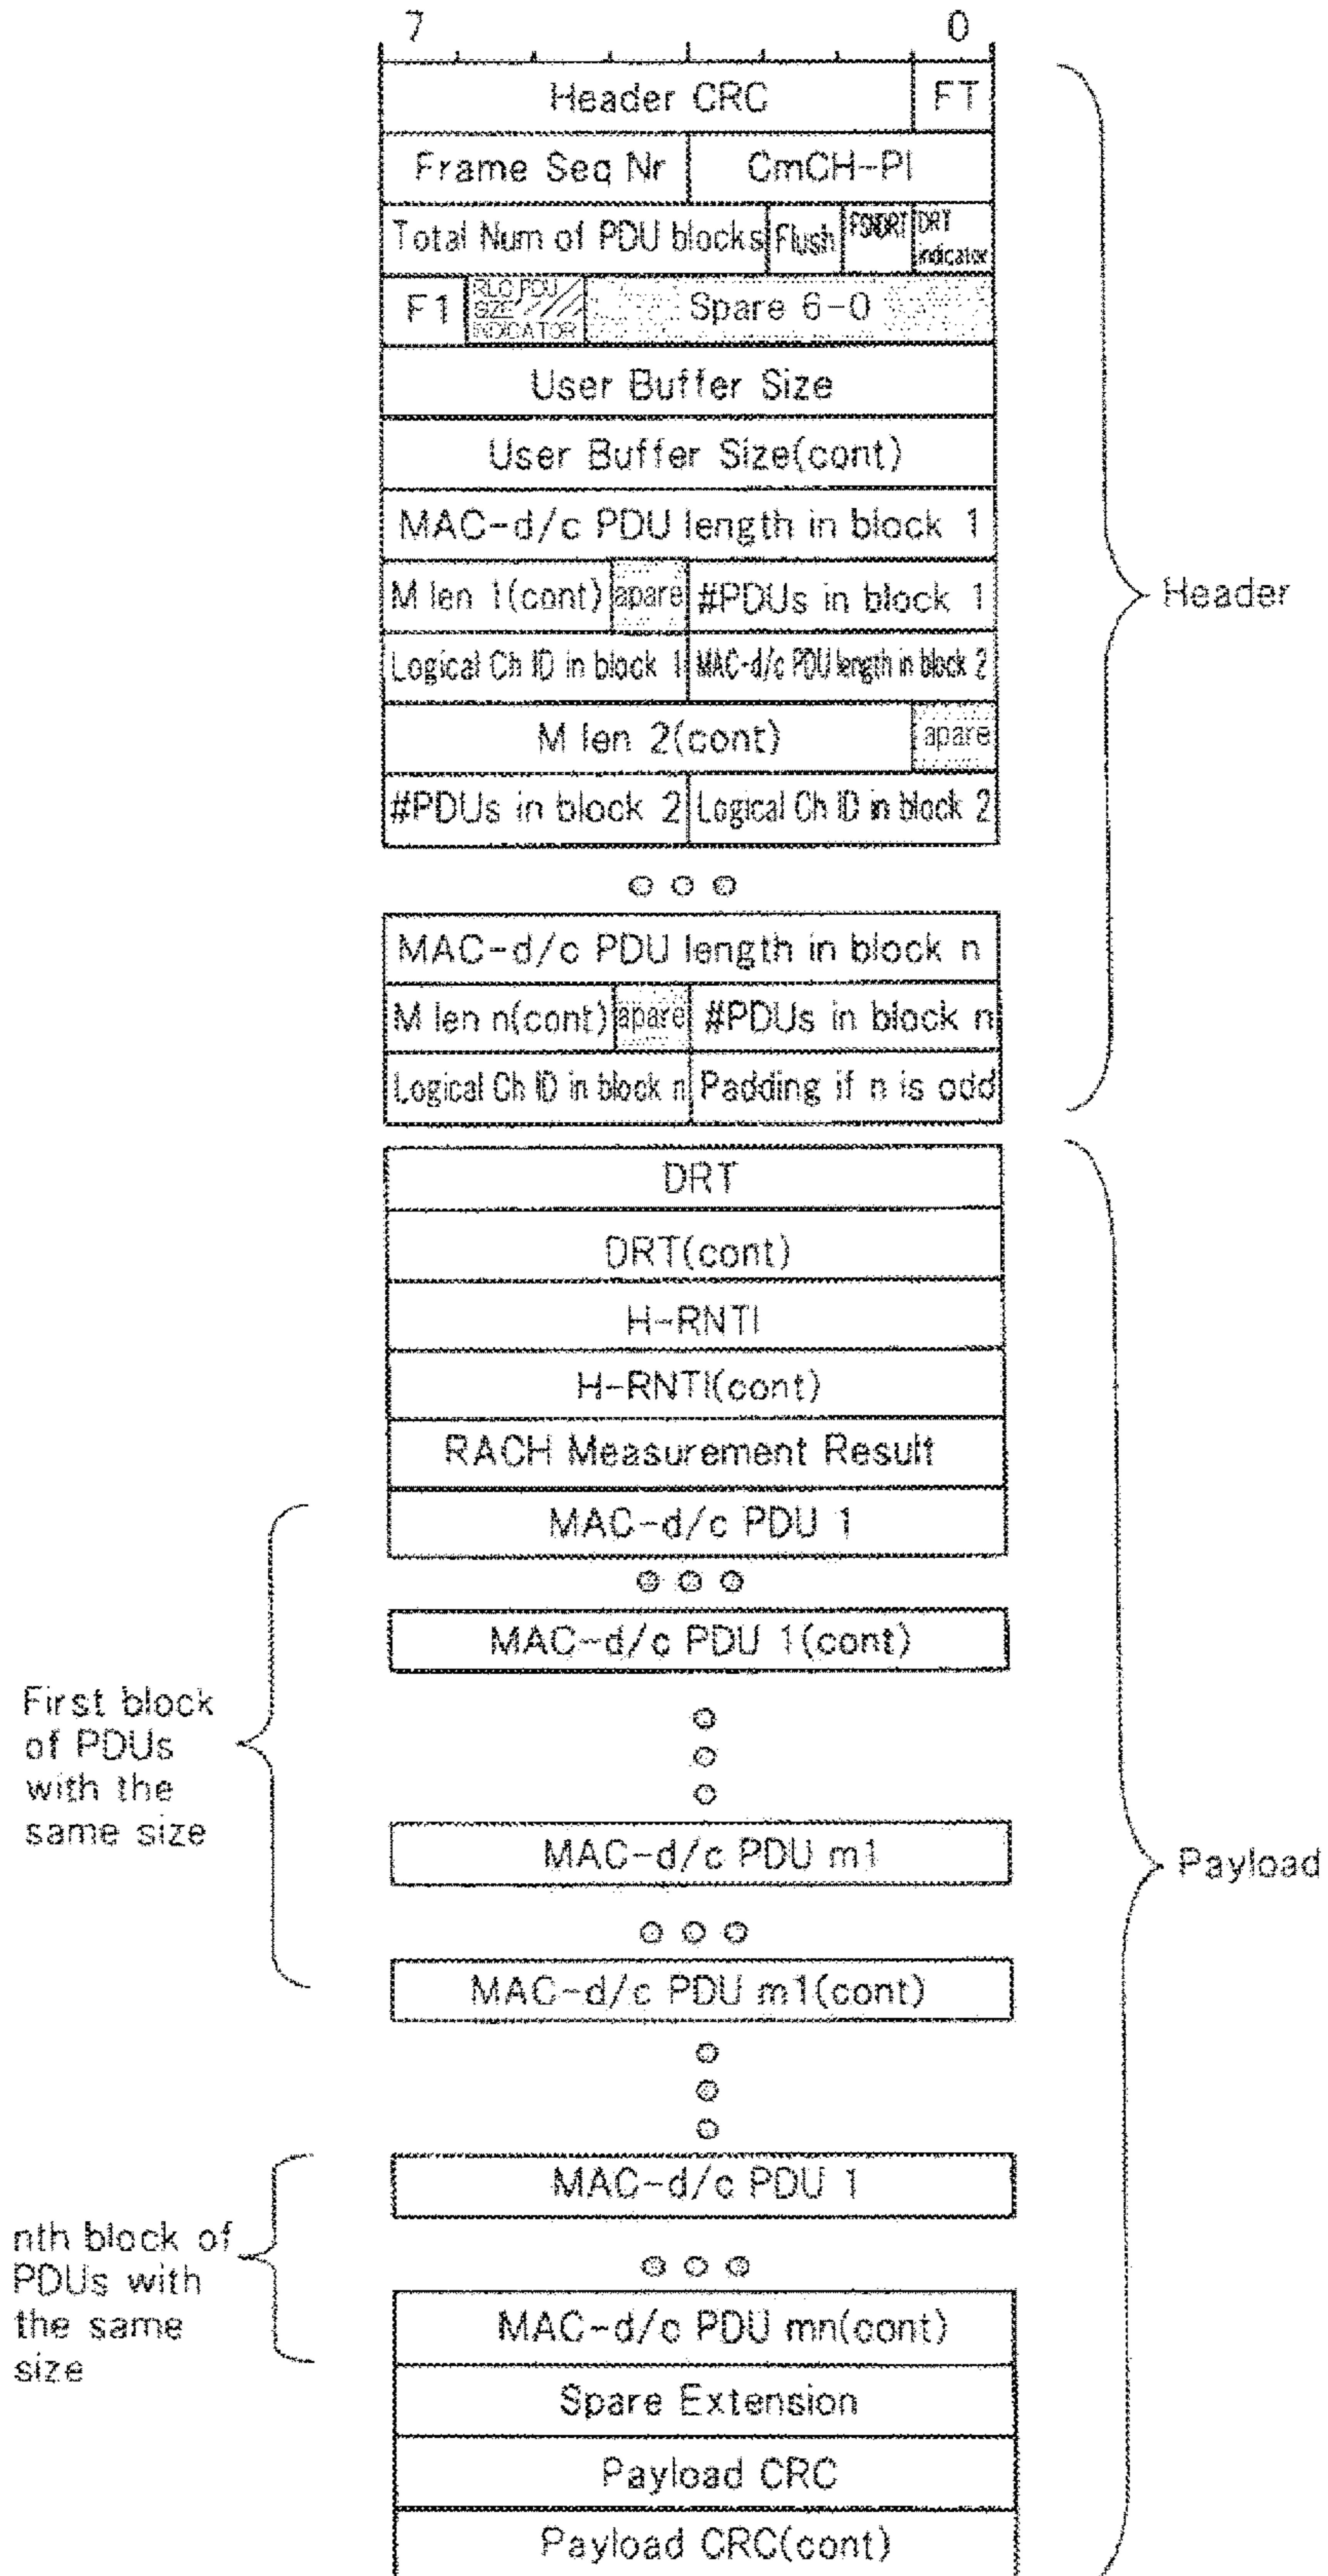 7 0
Header CRC FT
Frame Seq Nr CmCH-PI
Total Num of PDU blocks Flush FSN/DRT DRT indicator
F1 RLC PDU SIZE INDICATOR Spare 6-0
User Buffer Size
User Buffer Size(cont)
MAC-d/c PDU length in block 1
M len 1(cont) apare #PDUs in block 1
Header
Logical Ch ID in block 1 MAC-d/c PDU length in block 2
M len 2(cont) apare
#PDUs in block 2 Logical Ch ID in block 2
MAC-d/c PDU length in block n
M len n(cont) apare #PDUs in block n
Logical Ch ID in block n Padding if n is odd
DRT
DRT(cont)
H-RNTI
H-RNTI(cont)
RACH Measurement Result
MAC-d/c PDU 1
MAC-d/c PDU 1(cont)
First block
of PDUs
with the
same size
MAC-d/c PDU m1
Payload
MAC-d/c PDU m1(cont)
MAC-d/c PDU 1
nth block of
PDUs with
the same
size
MAC-d/c PDU mn(cont)
Spare Extension
Payload CRC
Payload CRC(cont)